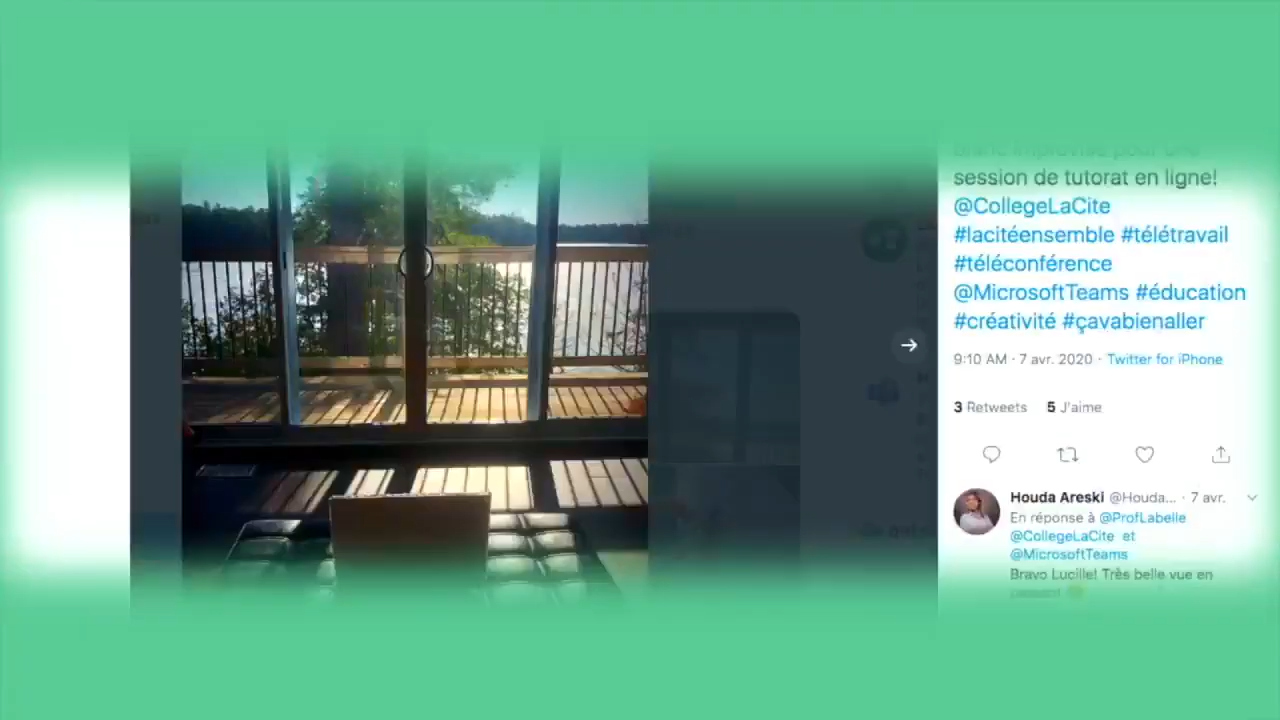 session de tutorat en ligne!
@CollegeLaCite
#lacitéensemble #télétravail
#téléconférence
@MicrosoftTeams #éducation
#créativité #çavabienaller
9:10 AM · 7 avr. 2020 · Twitter for iPhone
3 Retweets 5 J'aime
Houda Areski @Houda... · 7 avr.
En réponse à @ProfLabelle
@CollegeLaCite et
@MicrosoftTeams
Bravo Lucille! Très belle vue en